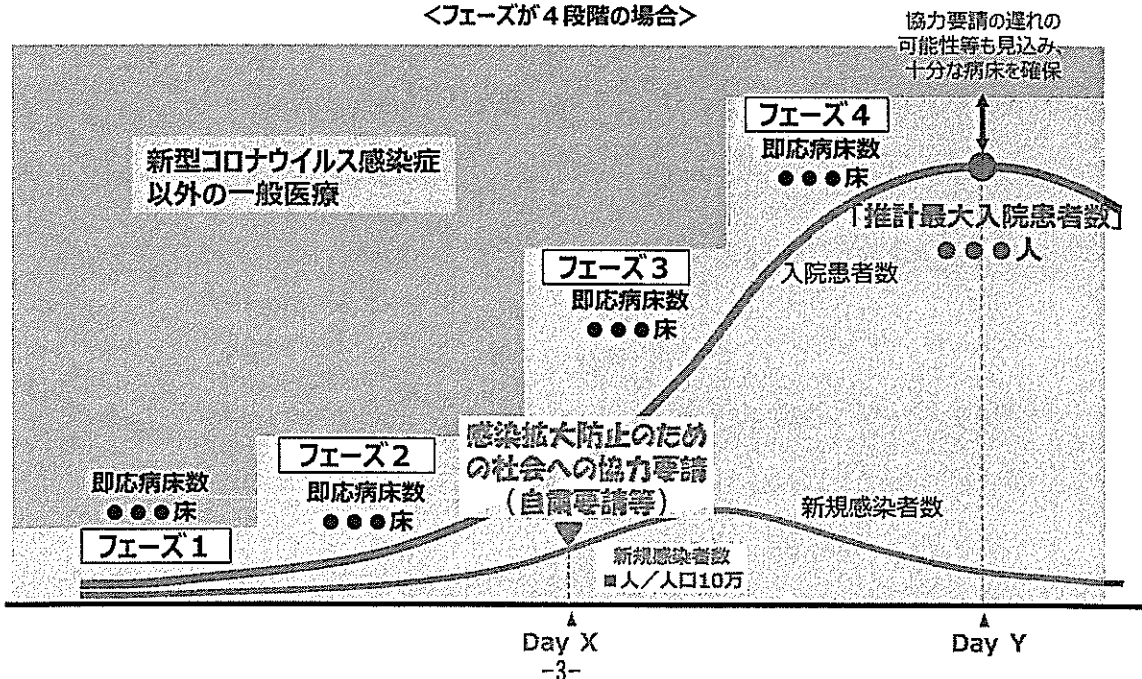 <フェーズが4段階の場合>
協力要請の遅れの
可能性等も見込み、
十分な病床を確保
新型コロナウイルス感染症
以外の一般医療
フェーズ4
即応病床数
●●●床
「推計最大入院患者数」
●●●人
入院患者数
フェーズ3
即応病床数
●●●床
感染拡大防止のため
の社会への協力要請
(自粛要請等)
フェーズ2
即応病床数
●●●床
即応病床数
●●●床
フェーズ1
新規感染者数
新規感染者数
■人/人口10万
Day X
Day Y
-3-